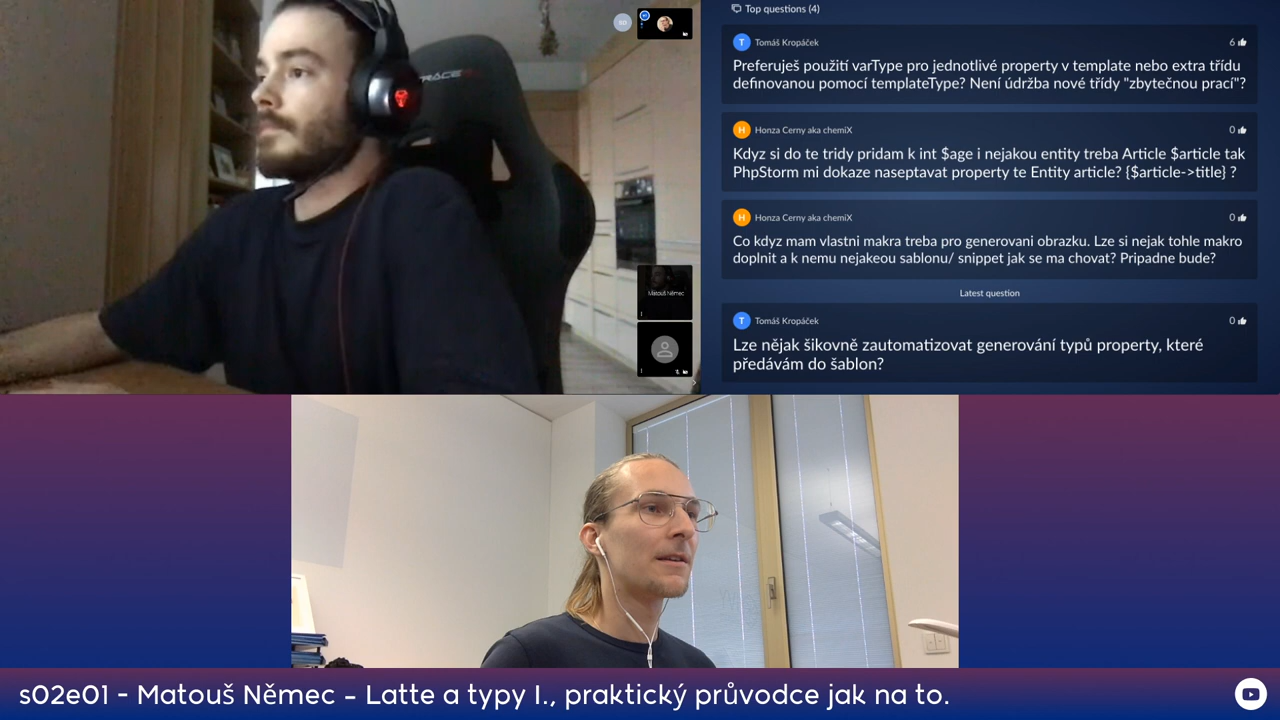 SD
Matouš Němec
Top questions (4)
T Tomáš Kropáček 6
Preferuješ použití varType pro jednotlivé property v template nebo extra třídu
definovanou pomocí templateType? Není údržba nové třídy "zbytečnou prací"?
H Honza Cerny aka chemiX 0
Kdyz si do te tridy pridam k int $age i nejakou entity treba Article $article tak
PhpStorm mi dokaze naseptavat property te Entity article? {$article->title} ?
H Honza Cerny aka chemiX 0
Co kdyz mam vlastni makra treba pro generovani obrazku. Lze si nejak tohle makro
doplnit a k nemu nejakeou sablonu/ snippet jak se ma chovat? Pripadne bude?
Latest question
T Tomáš Kropáček 0
Lze nějak šikovně zautomatizovat generování typů property, které
předávám do šablon?
s02e01 - Matouš Němec - Latte a typy I., praktický průvodce jak na to.